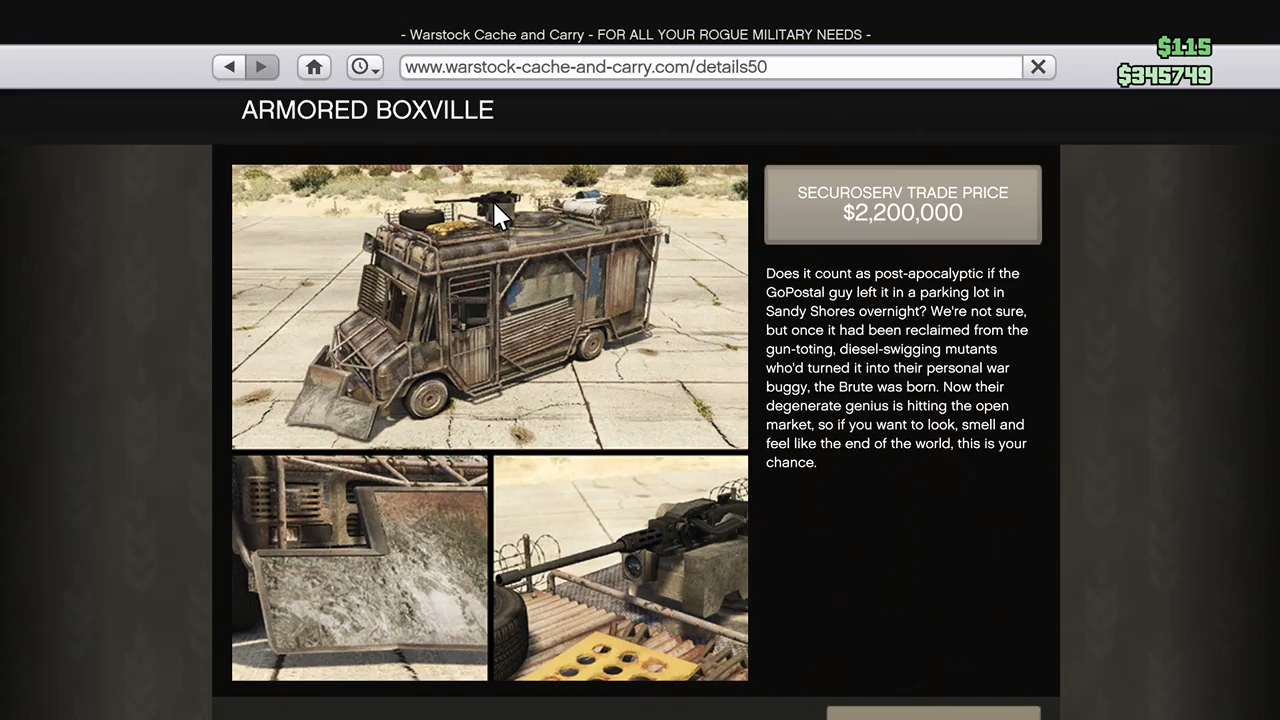 - Warstock Cache and Carry - FOR ALL YOUR ROGUE MILITARY NEEDS -
$115
www.warstock-cache-and-carry.com/details50
$345749
ARMORED BOXVILLE
SECUROSERV TRADE PRICE
$2,200,000
Does it count as post-apocalyptic if the
GoPostal guy left it in a parking lot in
Sandy Shores overnight? We're not sure,
but once it had been reclaimed from the
gun-toting, diesel-swigging mutants
who'd turned it into their personal war
buggy, the Brute was born. Now their
degenerate genius is hitting the open
market, so if you want to look, smell and
feel like the end of the world, this is your
chance.